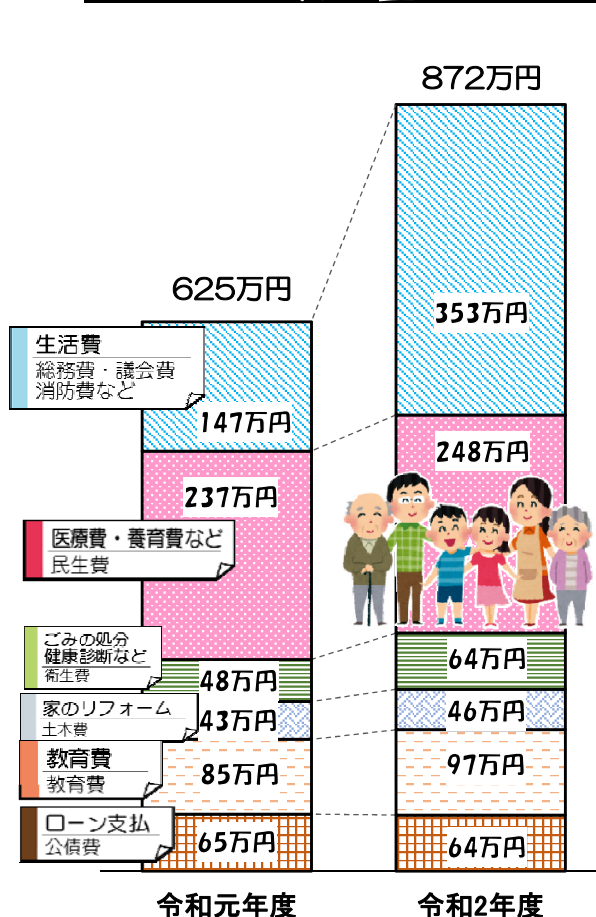 872万円
625万円
353万円
生活費
総務費・議会費
消防費など
147万円
248万円
237万円
医療費・養育費など
民生費
ごみの処分
健康診断など
衛生費
48万円
64万円
家のリフォーム
土木費
43万円
46万円
教育費
教育費
85万円
97万円
ローン支払
公債費
65万円
64万円
令和元年度
令和2年度